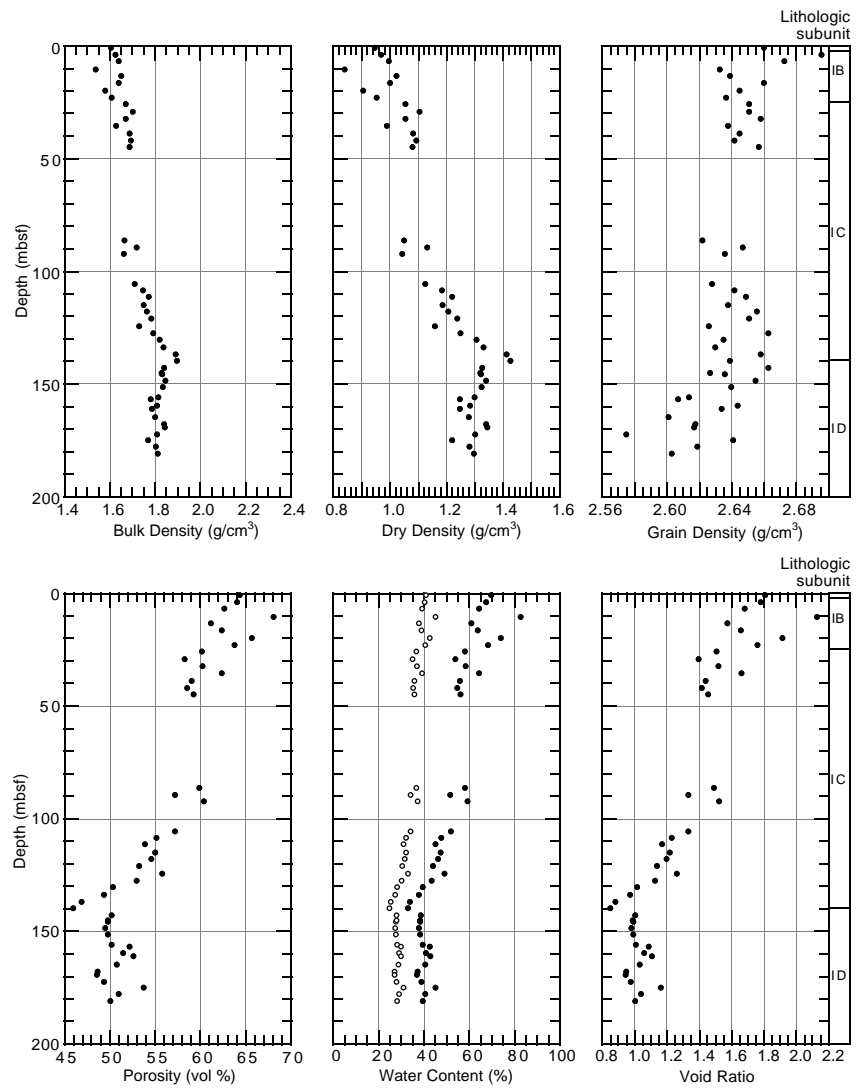 Lithologic
subunit
0
50
100
150
200
Depth (mbsf)
1.4 1.6 1.8 2.0 2.2 2.4
Bulk Density (g/cm³)
0.8 1.0 1.2 1.4 1.6
Dry Density (g/cm³)
2.56 2.60 2.64 2.68
Grain Density (g/cm³)
IB
IC
ID
Lithologic
subunit
0
50
100
150
200
Depth (mbsf)
45 50 55 60 65 70
Porosity (vol %)
0 20 40 60 80 100
Water Content (%)
0.8 1.0 1.2 1.4 1.6 1.8 2.0 2.2
Void Ratio
IB
IC
ID